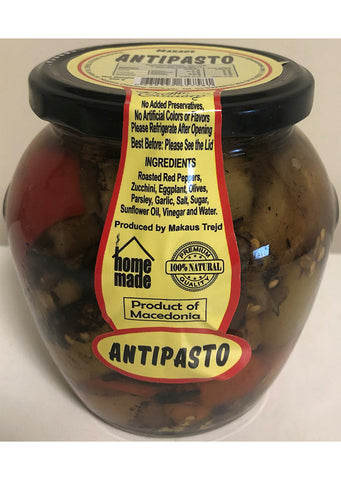 Makaus
ANTIPASTO
No Added Preservatives,
No Artificial Colors or Flavors
Please Refrigerate After Opening
Best Before: Please See the Lid
INGREDIENTS
Roasted Red Peppers,
Zucchini, Eggplant, Olives,
Parsley, Garlic, Salt, Sugar,
Sunflower Oil, Vinegar and Water.
Produced by Makaus Trejd
home
made
PREMIUM
100% NATURAL
QUALITY
Product of
Macedonia
ANTIPASTO